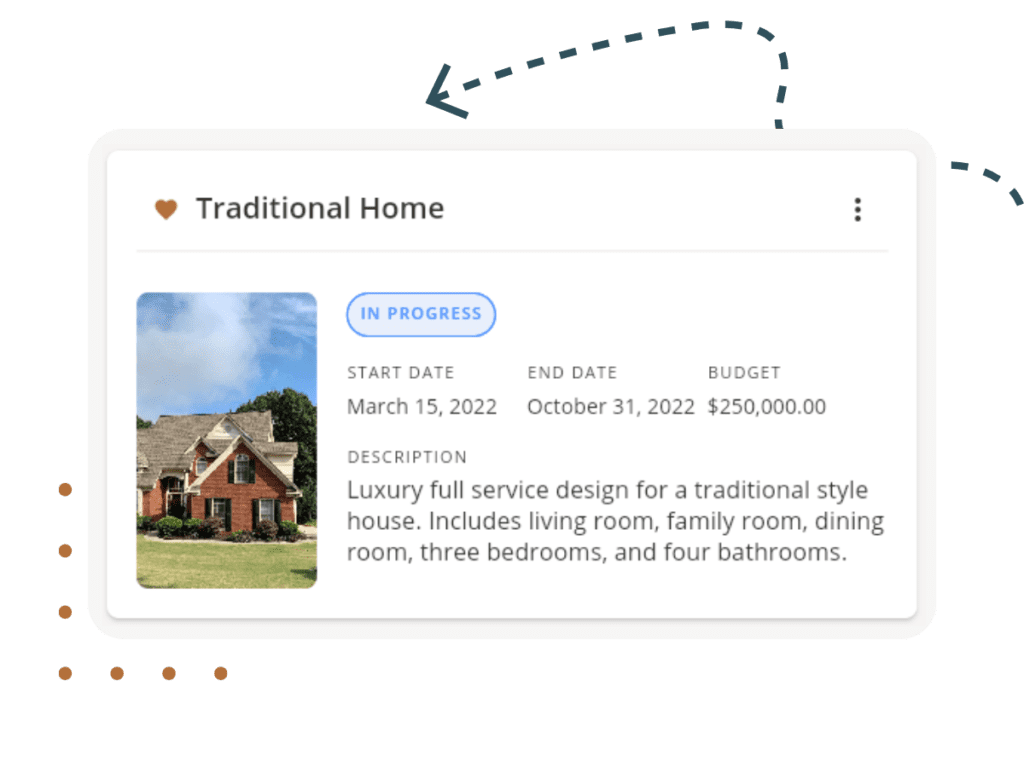 Traditional Home
IN PROGRESS
START DATE
March 15, 2022
END DATE
October 31, 2022
BUDGET
$250,000.00
DESCRIPTION
Luxury full service design for a traditional style
house. Includes living room, family room, dining
room, three bedrooms, and four bathrooms.